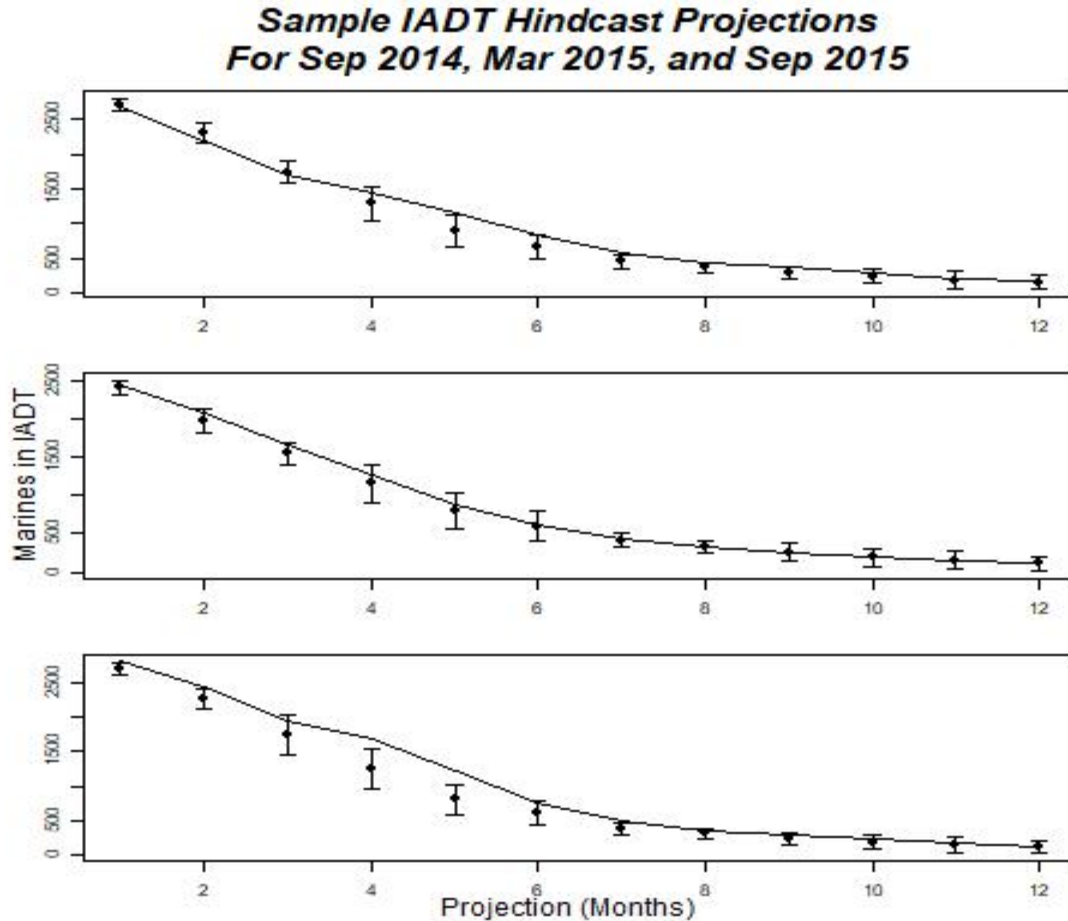 Sample IADT Hindcast Projections
For Sep 2014, Mar 2015, and Sep 2015
2500
1500
500
0
2 4 6 8 10 12
Marines in IADT
2500
1500
500
0
2 4 6 8 10 12
2500
1500
500
0
2 4 6 8 10 12
Projection (Months)